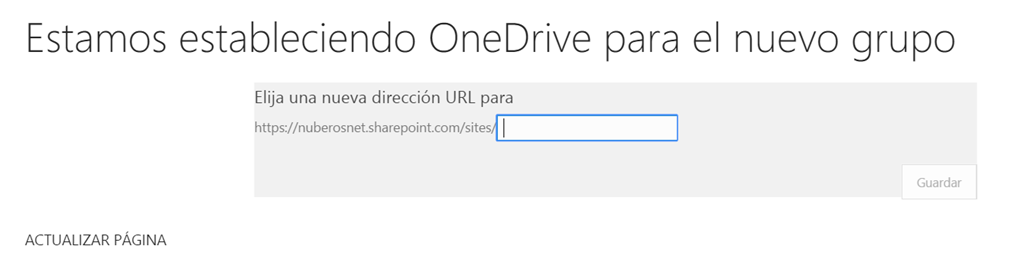 Estamos estableciendo OneDrive para el nuevo grupo
Elija una nueva dirección URL para
https://nuberosnet.sharepoint.com/sites/
Guardar
ACTUALIZAR PÁGINA